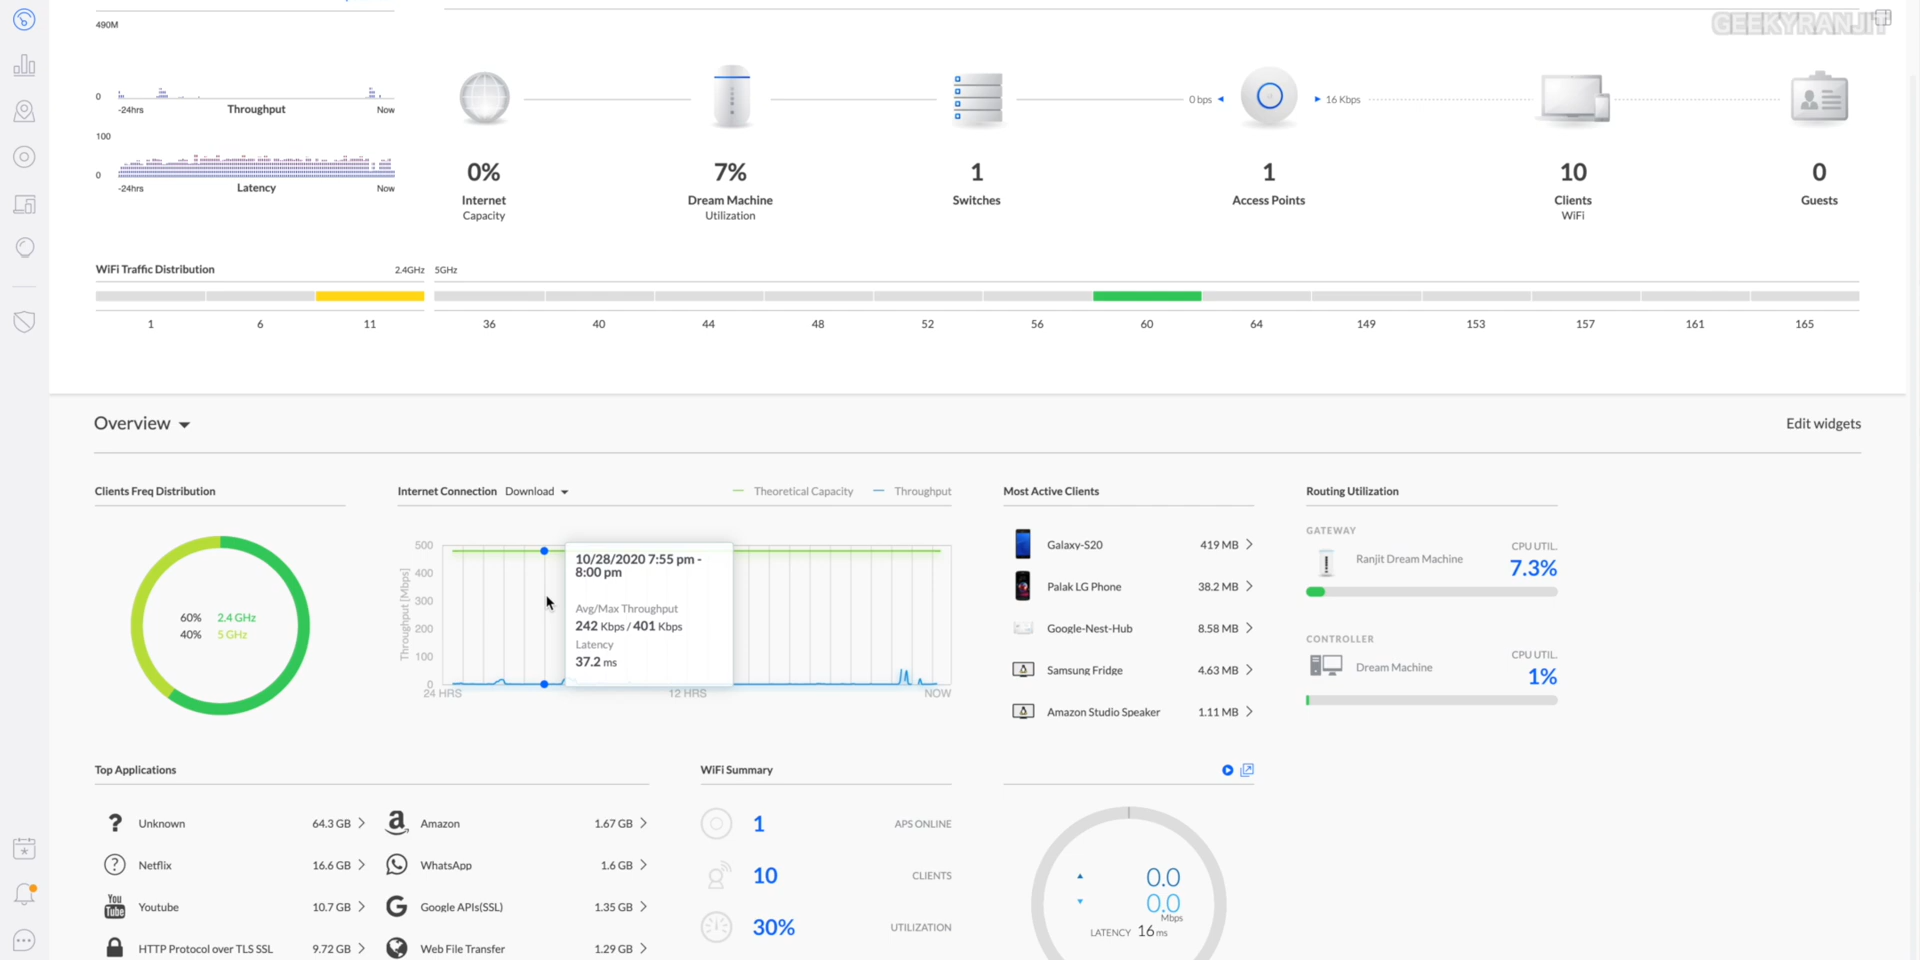 GEEKYRANJIT
490M
0
-24hrs
Throughput
Now
100
0
-24hrs
Latency
Now
0 bps
16 Kbps
0%
Internet
Capacity
7%
Dream Machine
Utilization
1
Switches
1
Access Points
10
Clients
WiFi
0
Guests
WiFi Traffic Distribution
2.4GHz
5GHz
1
6
11
36
40
44
48
52
56
60
64
149
153
157
161
165
Overview
Edit widgets
Clients Freq Distribution
60% 2.4 GHz
40% 5 GHz
Internet Connection Download
Theoretical Capacity
Throughput
Throughput [Mbps]
500
400
300
200
100
0
24 HRS
12 HRS
NOW
10/28/2020 7:55 pm -
8:00 pm
Avg/Max Throughput
242 Kbps / 401 Kbps
Latency
37.2 ms
Most Active Clients
Galaxy-S20 419 MB
Palak LG Phone 38.2 MB
Google-Nest-Hub 8.58 MB
Samsung Fridge 4.63 MB
Amazon Studio Speaker 1.11 MB
Routing Utilization
GATEWAY
Ranjit Dream Machine
CPU UTIL.
7.3%
CONTROLLER
Dream Machine
CPU UTIL.
1%
Top Applications
Unknown 64.3 GB
Netflix 16.6 GB
You
Tube
Youtube 10.7 GB
HTTP Protocol over TLS SSL 9.72 GB
Amazon 1.67 GB
WhatsApp 1.6 GB
Google APIs(SSL) 1.35 GB
Web File Transfer 1.29 GB
WiFi Summary
1 APS ONLINE
10 CLIENTS
30% UTILIZATION
0.0
0.0
Mbps
LATENCY 16 ms